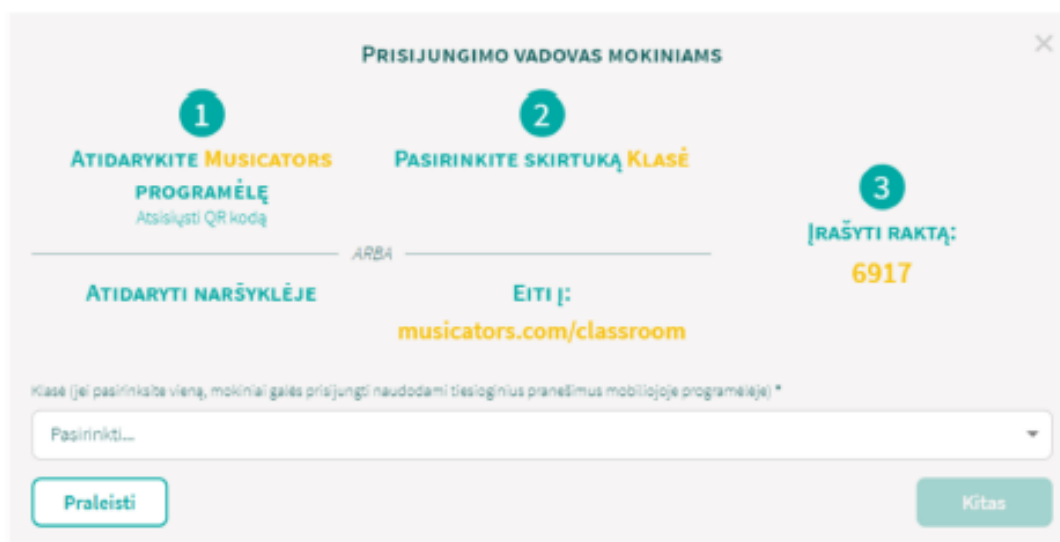 Prisijungimo vadovas mokiniams
1
Atidarykite Musicators
programėlę
Atsisiųsti QR kodą
2
Pasirinkite skirtuką Klasė
ARBA
Atidaryti naršyklėje
Eiti į:
musicators.com/classroom
3
Įrašyti raktą:
6917
Klasė (jei pasirinksite vieną, mokiniai galės prisijungti naudodami tiesioginius pranešimus mobiliojoje programėlėje) *
Pasirinkti...
Praleisti
Kitas